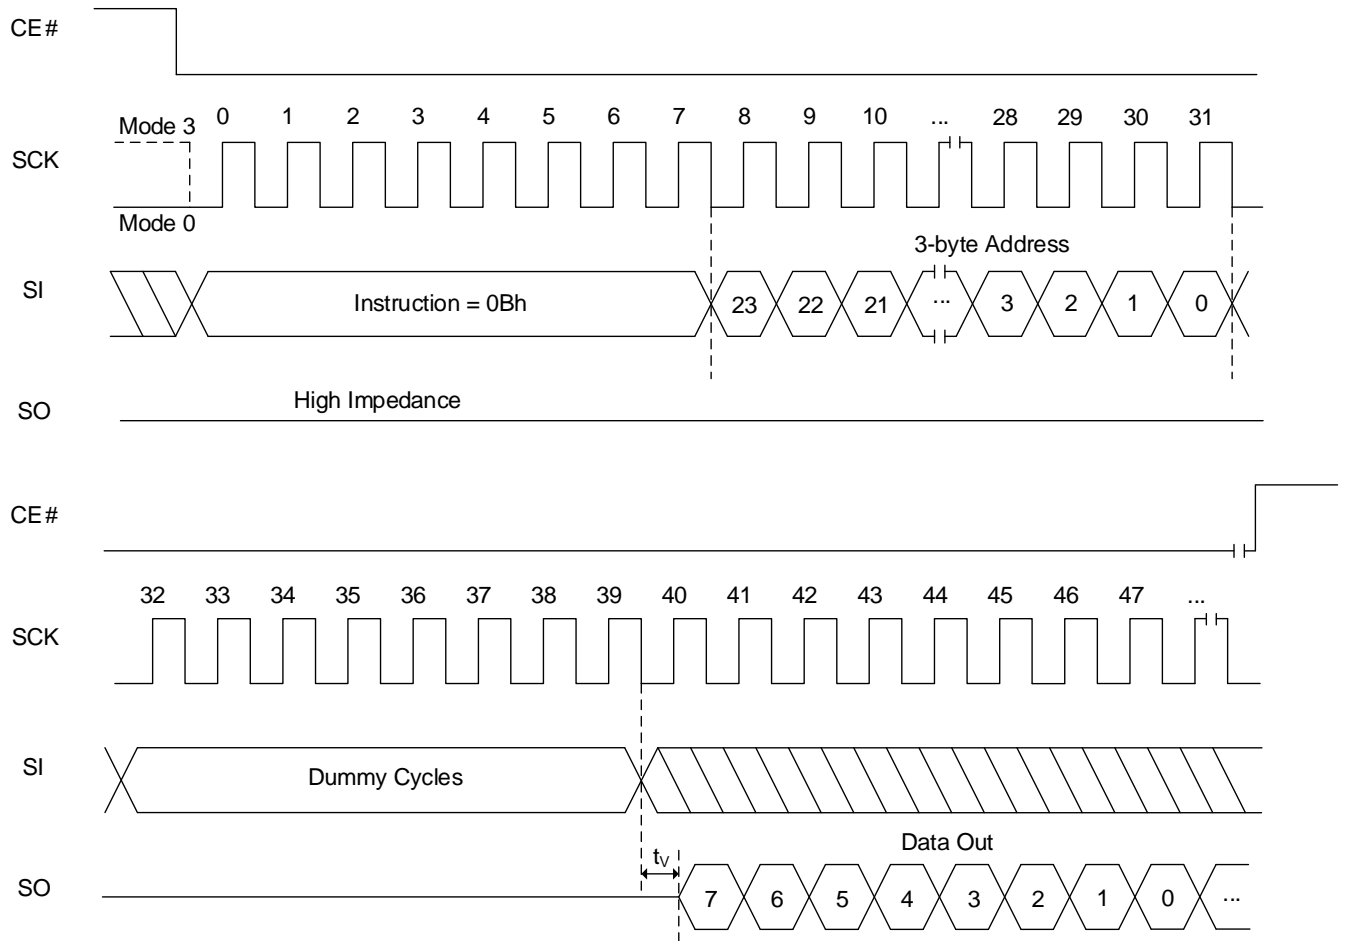 CE#
Mode 3 0 1 2 3 4 5 6 7 8 9 10 ... 28 29 30 31
SCK
Mode 0
3-byte Address
SI Instruction = 0Bh 23 22 21 ... 3 2 1 0
SO High Impedance
CE#
32 33 34 35 36 37 38 39 40 41 42 43 44 45 46 47 ...
SCK
SI Dummy Cycles
Data Out
tV
SO 7 6 5 4 3 2 1 0 ...